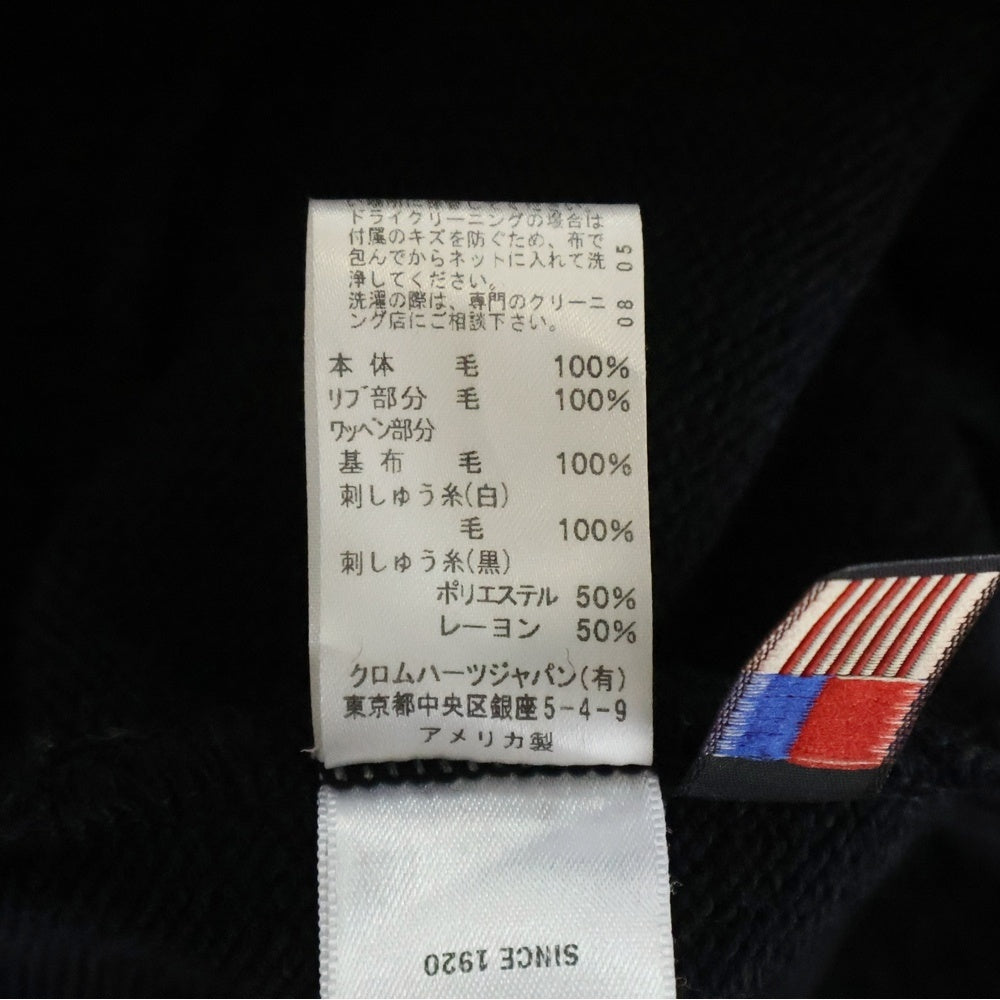 ドライクリーニングの場合は
付属のキズを防ぐため、布で
包んでからネットに入れて洗
浄してください。
洗濯の際は、専門のクリーニ
ング店にご相談下さい。
08 05
本体 毛 100%
リブ部分 毛 100%
ワッペン部分
基布 毛 100%
刺しゅう糸(白)
毛 100%
刺しゅう糸(黒)
ポリエステル 50%
レーヨン 50%
クロムハーツジャパン(有)
東京都中央区銀座5-4-9
アメリカ製
SINCE 1920